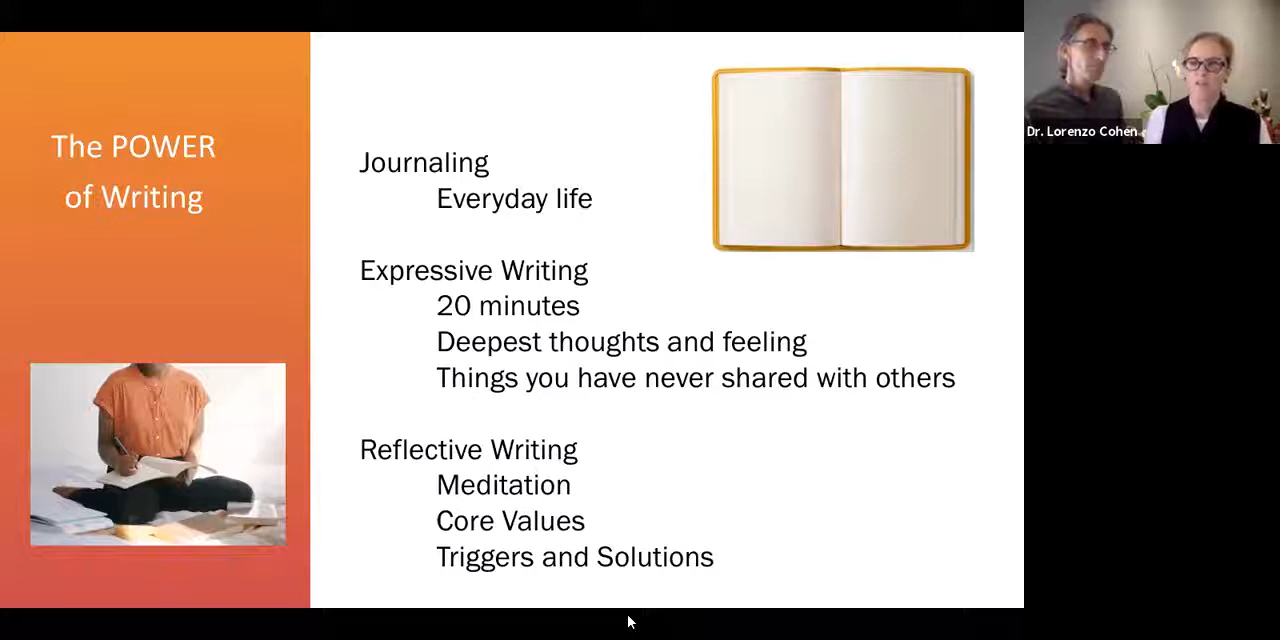 The POWER
of Writing
Journaling
Everyday life
Expressive Writing
20 minutes
Deepest thoughts and feeling
Things you have never shared with others
Reflective Writing
Meditation
Core Values
Triggers and Solutions
Dr. Lorenzo Cohen